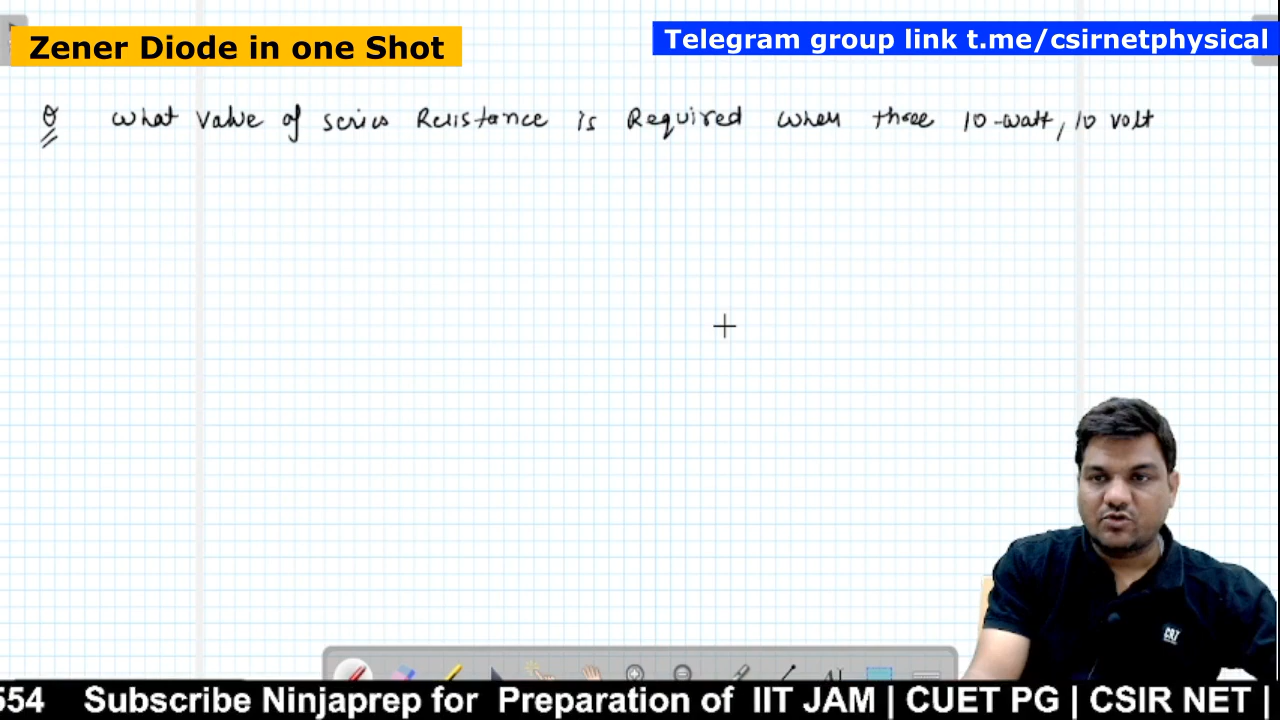 Zener Diode in one Shot
Telegram group link t.me/csirnetphysical
Q What Value of series Resistance is Required when three 10-watt, 10 volt
CRZ
554 Subscribe Ninjaprep for Preparation of IIT JAM | CUET PG | CSIR NET |